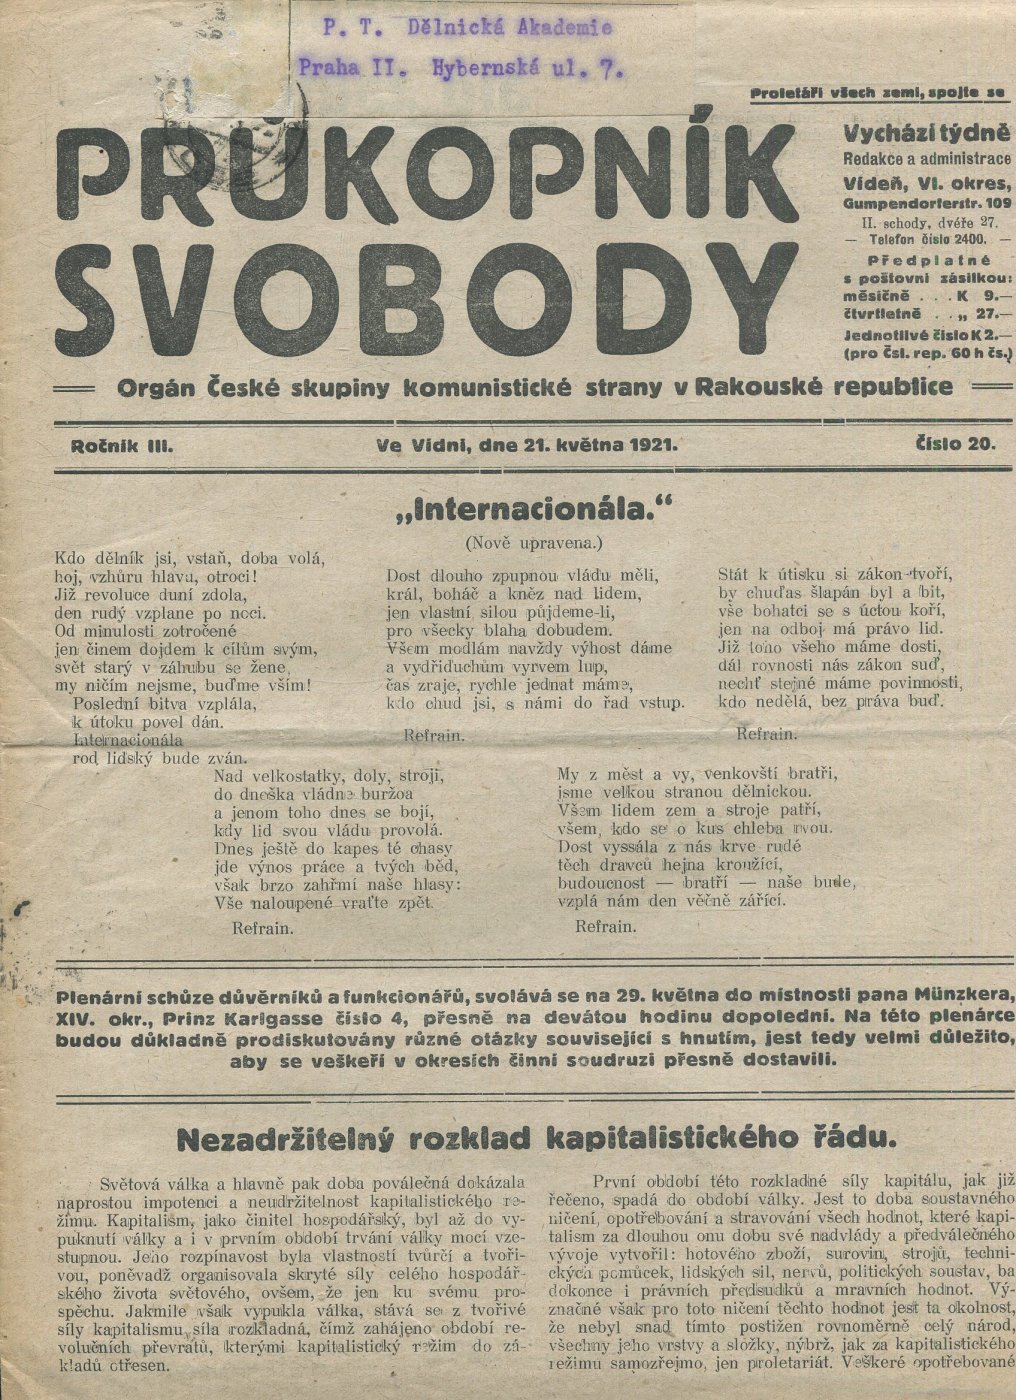 P. T. Dělnická Akademie
Praha II. Hybernská ul. 7.
Proletáři všech zemí, spojte se
PRŮKOPNÍK
SVOBODY
Vychází týdně
Redakce a administrace
Vídeň, VI. okres,
Gumpendorferstr. 109
II. schody, dvéře 27.
— Telefon číslo 2400. —
Předplatné
s poštovní zásilkou:
měsíčně . . . K 9.—
čtvrtletně . . „ 27.—
Jednotlivé číslo K 2.—
(pro Čsl. rep. 60 h čs.)
Orgán České skupiny komunistické strany v Rakouské republice
Ročník III.
Ve Vídni, dne 21. května 1921.
Číslo 20.
„Internacionála.“
(Nově upravena.)
Kdo dělník jsi, vstaň, doba volá,
hoj, vzhůru hlavu, otroci!
Již revoluce duní zdola,
den rudý vzplane po noci.
Od minulosti zotročené
jen činem dojdem k cílům svým,
svět starý v záhubu se žene,
my ničím nejsme, buďme vším!
Poslední bitva vzplála,
k útoku povel dán.
Internacionála
rod lidský bude zván.
Dost dlouho zpupnou vládu měli,
král, boháč a kněz nad lidem,
jen vlastní silou půjdeme-li,
pro všecky blaha dobudem.
Všem modlám navždy výhost dáme
a vydřiduchům vyrvem lup,
čas zraje, rychle jednat máme,
kdo chud jsi, s námi do řad vstup.
Refrain.
Stát k útisku si zákon tvoří,
by chuďas šlapán byl a bit,
vše bohatci se s úctou koří,
jen na odboj má právo lid.
Již toho všeho máme dosti,
dál rovnosti nás zákon suď,
nechť stejné máme povinnosti,
kdo nedělá, bez práva buď.
Refrain.
Nad velkostatky, doly, stroji,
do dneška vládne buržoa
a jenom toho dnes se bojí,
kdy lid svou vládu provolá.
Dnes ještě do kapes té chasy
jde výnos práce a tvých běd,
však brzo zahřmí naše hlasy:
Vše naloupené vraťte zpět.
Refrain.
My z měst a vy, venkovští bratři,
jsme velkou stranou dělnickou.
Všem lidem zem a stroje patří,
všem, kdo se o kus chleba rvou.
Dost vyssála z nás krve rudé
těch dravců hejna kroužící,
budoucnost — bratří — naše bude,
vzplá nám den věčně zářící.
Refrain.
Plenární schůze důvěrníků a funkcionářů, svolává se na 29. května do místnosti pana Münzkera,
XIV. okr., Prinz Karlgasse číslo 4, přesně na devátou hodinu dopolední. Na této plenárce
budou důkladně prodiskutovány různé otázky související s hnutím, jest tedy velmi důležito,
aby se veškeří v okresích činní soudruzi přesně dostavili.
Nezadržitelný rozklad kapitalistického řádu.
Světová válka a hlavně pak doba poválečná dokázala
naprostou impotenci a neudržitelnost kapitalistického re-
žimu. Kapitalism, jako činitel hospodářský, byl až do vy-
puknutí války a i v prvním období trvání války mocí vze-
stupnou. Jeho rozpínavost byla vlastností tvůrčí a tvoři-
vou, poněvadž organisovala skryté síly celého hospodář-
ského života světového, ovšem, že jen ku svému pro-
spěchu. Jakmile však vypukla válka, stává se z tvořivé
síly kapitalismu síla rozkladná, čímž zahájeno období re-
volučních převratů, kterými kapitalistický režim do zá-
kladů otřesen.
První období této rozkladné síly kapitálu, jak již
řečeno, spadá do období války. Jest to doba soustavného
ničení, opotřebování a stravování všech hodnot, které kapi-
talism za dlouhou onu dobu své nadvlády a předválečného
vývoje vytvořil: hotového zboží, surovin, strojů, technic-
kých pomůcek, lidských sil, nervů, politických soustav, ba
dokonce i právních předsudků a mravních hodnot. Vý-
značné však pro toto ničení těchto hodnot jest ta okolnost,
že nebyl snad tímto postižen rovnoměrně celý národ,
všechny jeho vrstvy a složky, nýbrž, jak za kapitalistického
režimu samozřejmo, jen proletariát. Veškeré opotřebované